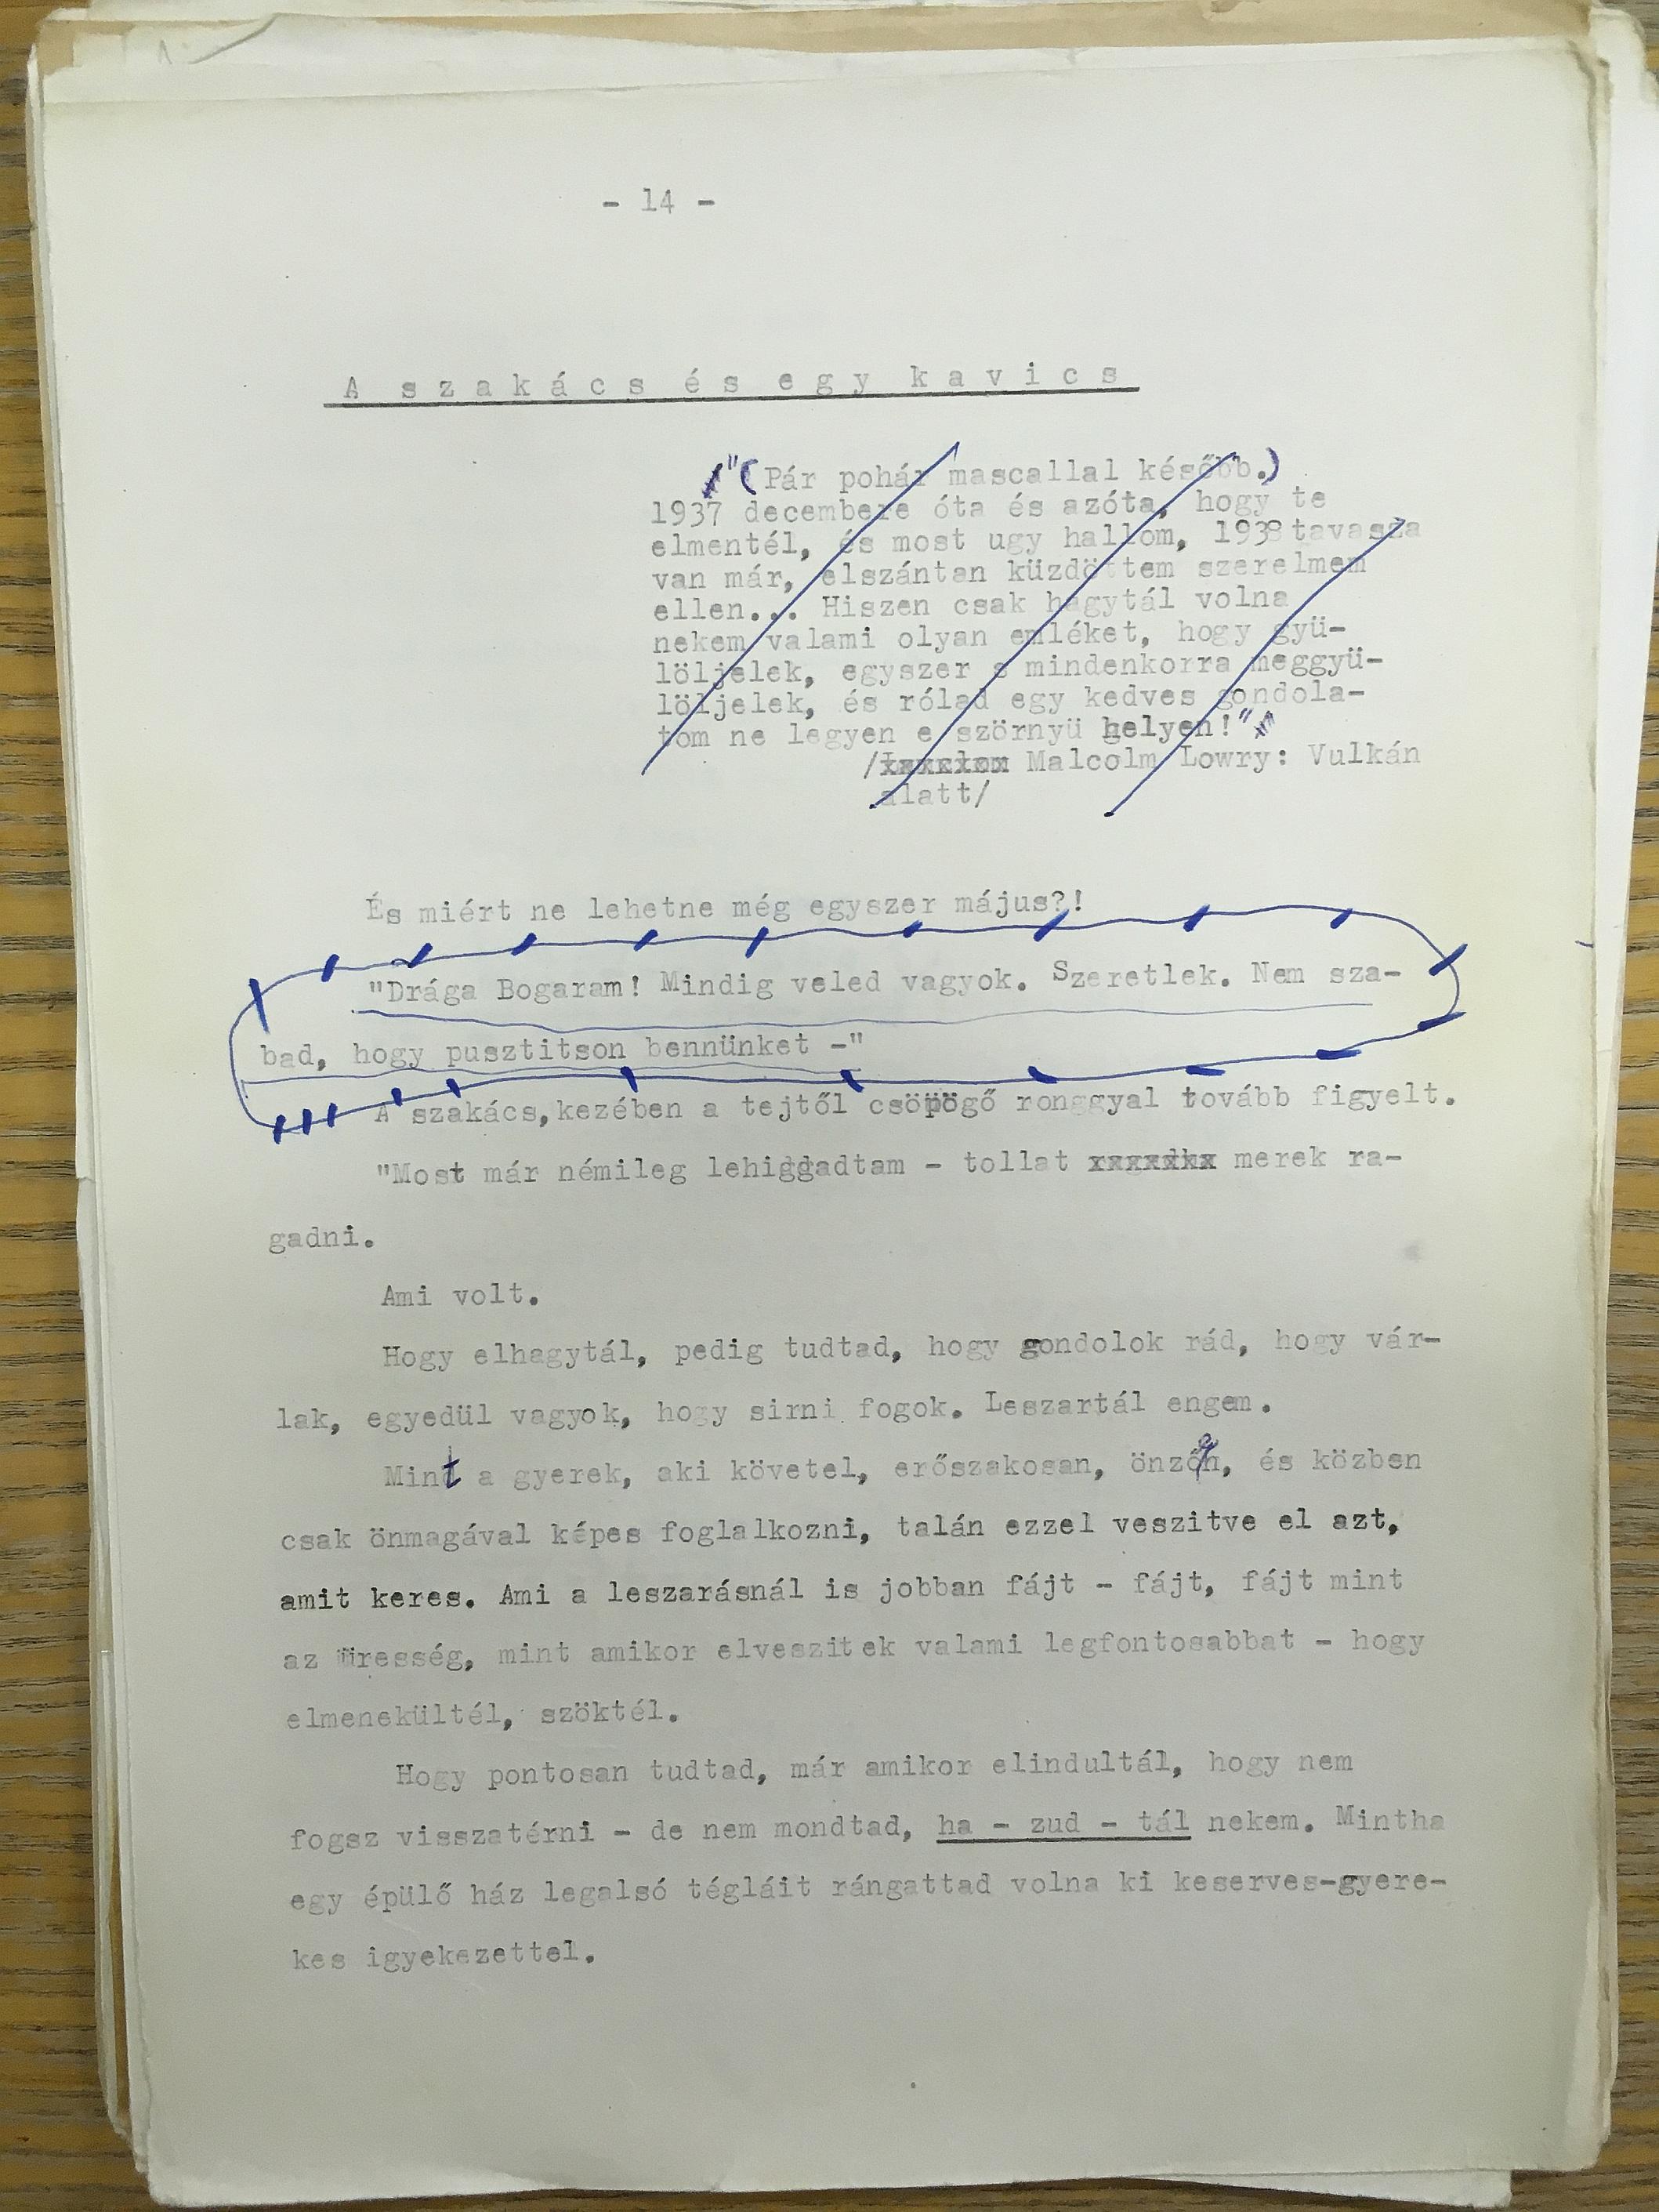 - 14 -
A szakács és egy kavics
"(Pár pohár mascallal később.)
1937 decembere óta és azóta, hogy te
elmentél, és most ugy hallom, 1938 tavasza
van már, elszántan küzdöttem szerelmem
ellen... Hiszen csak hagytál volna
nekem valami olyan emléket, hogy gyü-
löljelek, egyszer s mindenkorra meggyü-
löljelek, és rólad egy kedves gondola-
tom ne legyen e szörnyü helyen!"
/Malcolm Lowry: Vulkán
alatt/
És miért ne lehetne még egyszer május?!
"Drága Bogaram! Mindig veled vagyok. Szeretlek. Nem sza-
bad, hogy pusztitson bennünket -"
A szakács, kezében a tejtől csöpögő ronggyal tovább figyelt.
"Most már némileg lehiggadtam - tollat merek ra-
gadni.
Ami volt.
Hogy elhagytál, pedig tudtad, hogy gondolok rád, hogy vár-
lak, egyedül vagyok, hogy sirni fogok. Leszartál engem.
Mint a gyerek, aki követel, erőszakosan, önzőn, és közben
csak önmagával képes foglalkozni, talán ezzel veszitve el azt,
amit keres. Ami a leszarásnál is jobban fájt - fájt, fájt mint
az üresség, mint amikor elveszitek valami legfontosabbat - hogy
elmenekültél, szöktél.
Hogy pontosan tudtad, már amikor elindultál, hogy nem
fogsz visszatérni - de nem mondtad, ha - zud - tál nekem. Mintha
egy épülő ház legalsó tégláit rángattad volna ki keserves-gyere-
kes igyekezettel.